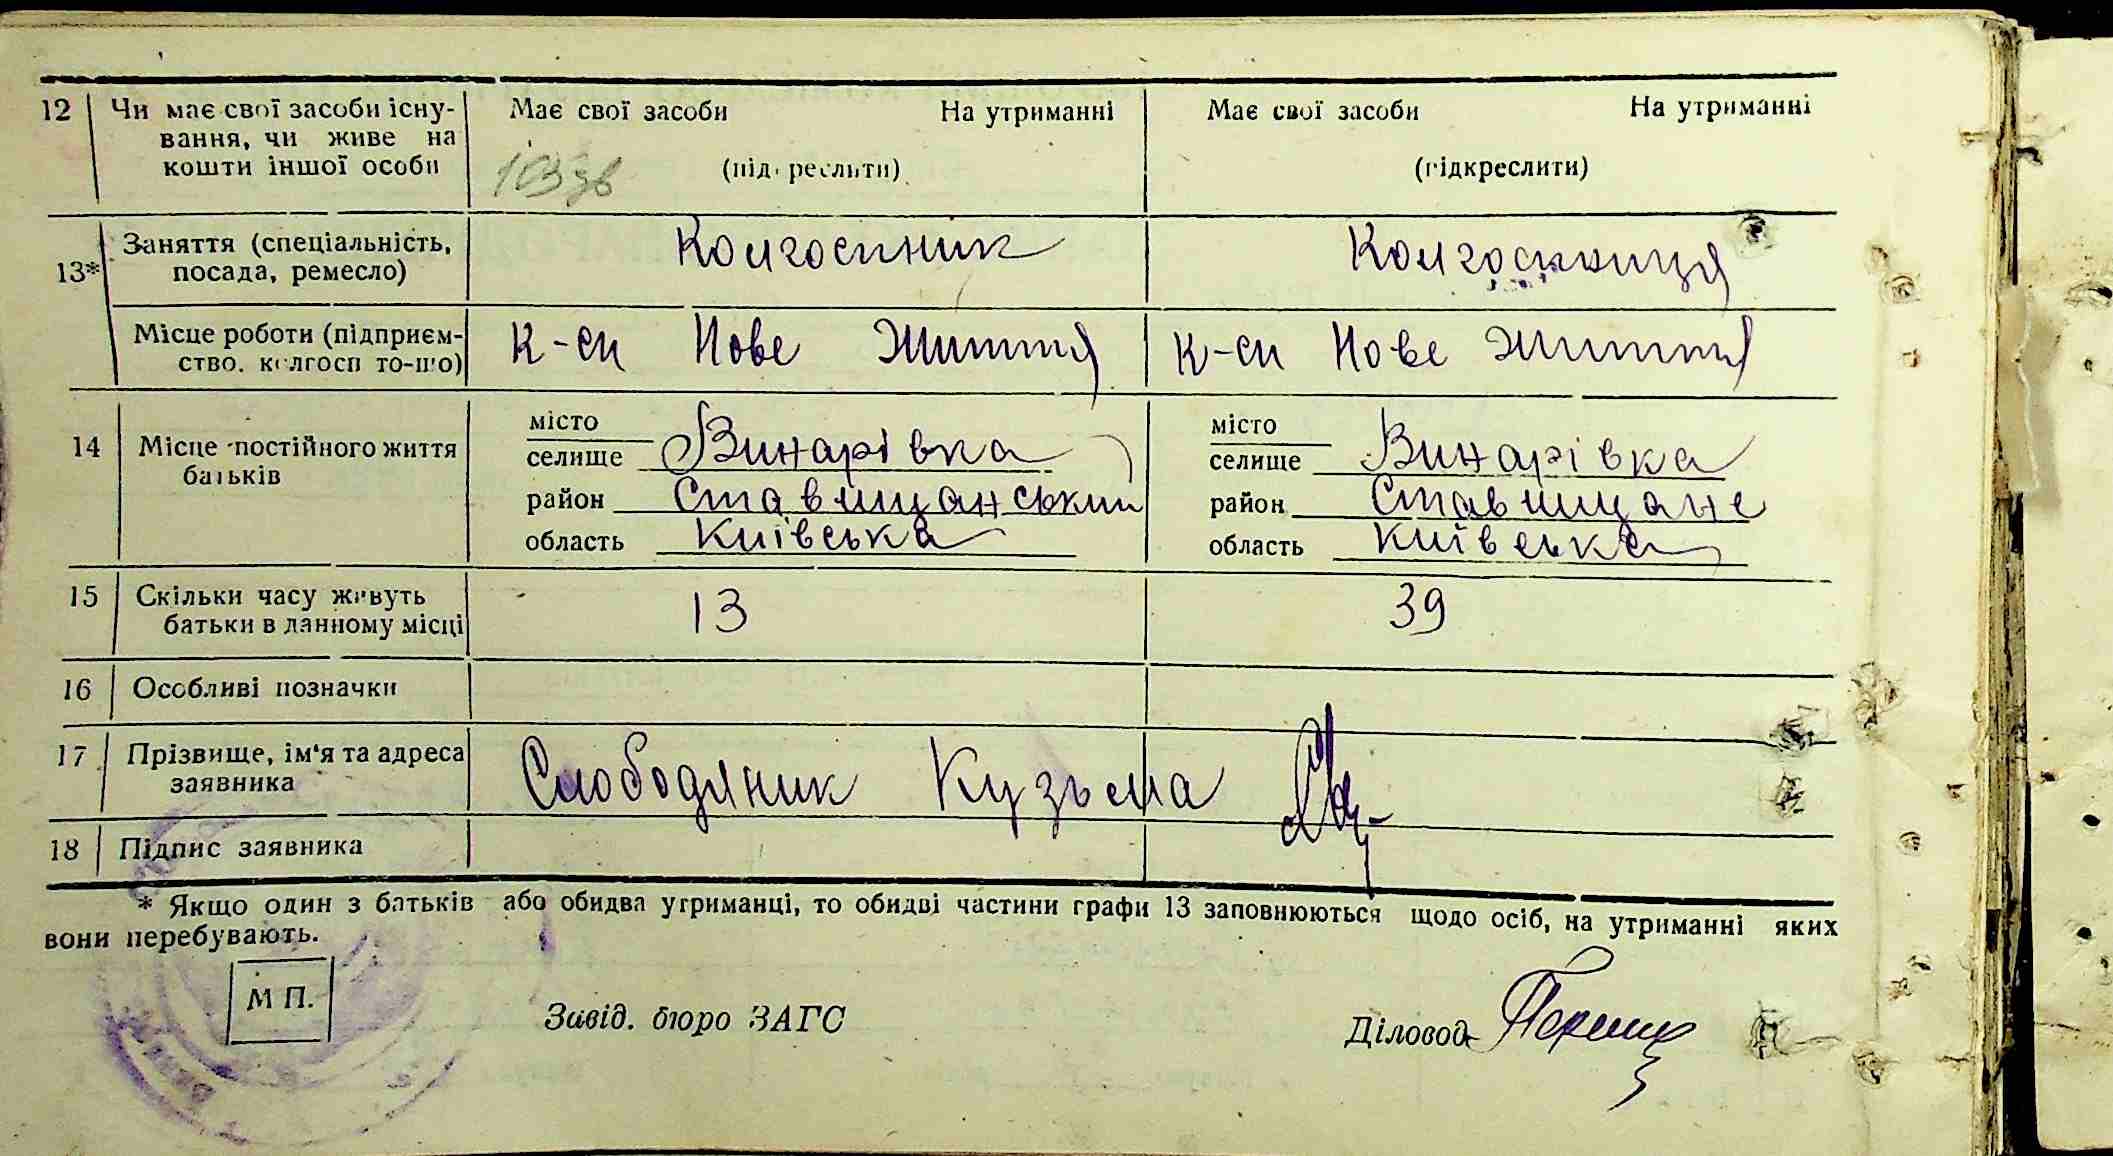 12 Чи має свої засоби існу- Має свої засоби На утриманні Має свої засоби На утриманні
вання, чи живе на
кошти іншої особи (підкреслити) (підкреслити)
13* Заняття (спеціальність, Колгоспник Колгоспниця
посада, ремесло)
Місце роботи (підприєм- К-сп Нове Життя К-сп Нове Життя
ство, колгосп то-що)
14 Місце постійного життя місто місто
батьків селище Винарівка селище Винарівка
район Ставищанський район Ставищане
область Київська область Київська
15 Скільки часу живуть 13 39
батьки в данному місці
16 Особливі позначки
17 Прізвище, ім'я та адреса Слободяник Кузьма
заявника
18 Підпис заявника
* Якщо один з батьків або обидва утриманці, то обидві частини графи 13 заповнюються щодо осіб, на утриманні яких
вони перебувають.
М П.
Завід. бюро ЗАГС Діловод